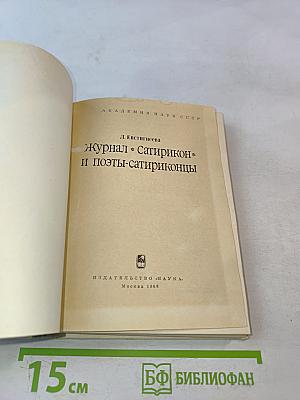 АКАДЕМИЯ НАУК СССР
Л. ЕВСТИГНЕЕВА
Журнал «Сатирикон»
и поэты-сатириконцы
ИЗДАТЕЛЬСТВО «НАУКА»
Москва 1968
15 см
БФ БИБЛИОФАН